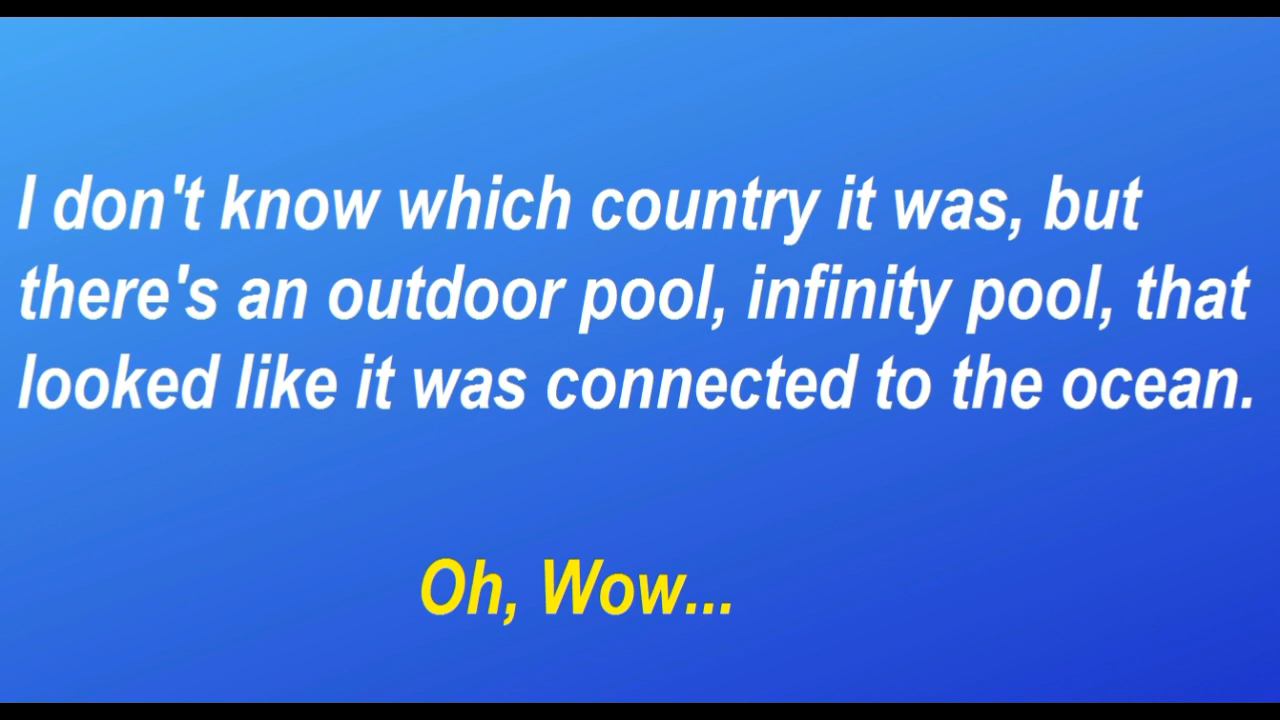 I don't know which country it was, but
there's an outdoor pool, infinity pool, that
looked like it was connected to the ocean.
Oh, Wow...